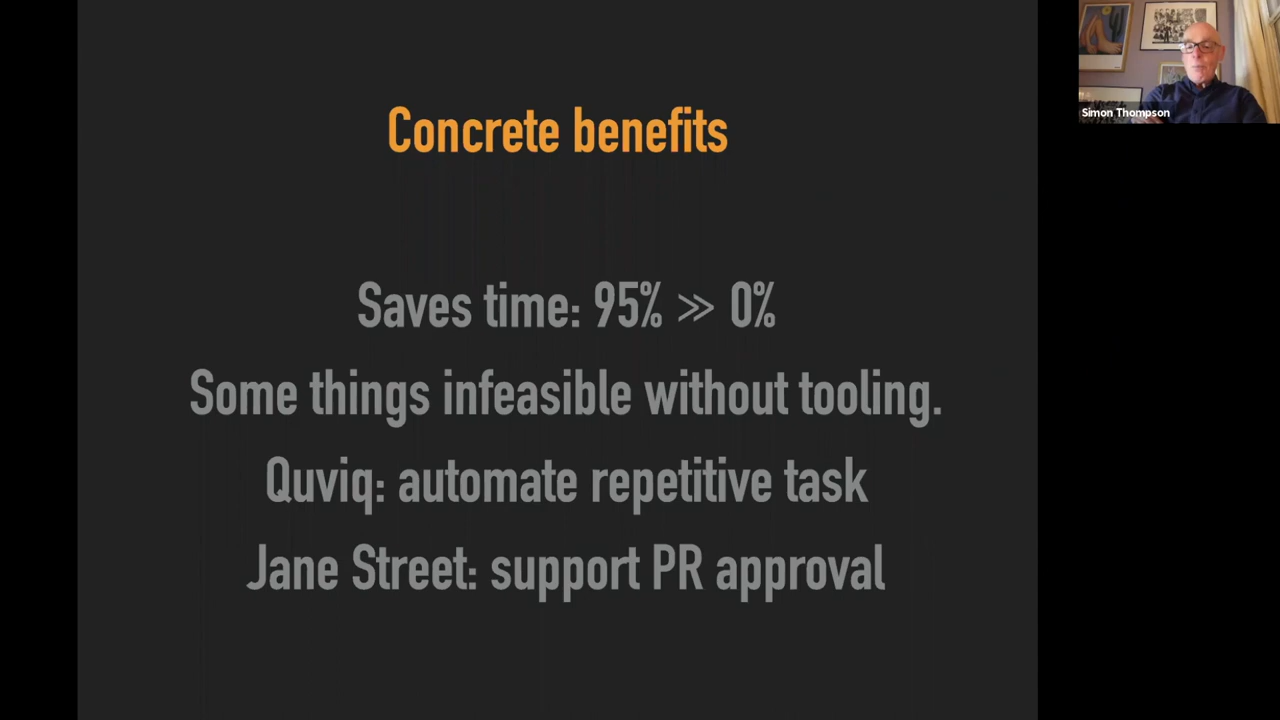 Concrete benefits
Saves time: 95% ≫ 0%
Some things infeasible without tooling.
Quviq: automate repetitive task
Jane Street: support PR approval
Simon Thompson